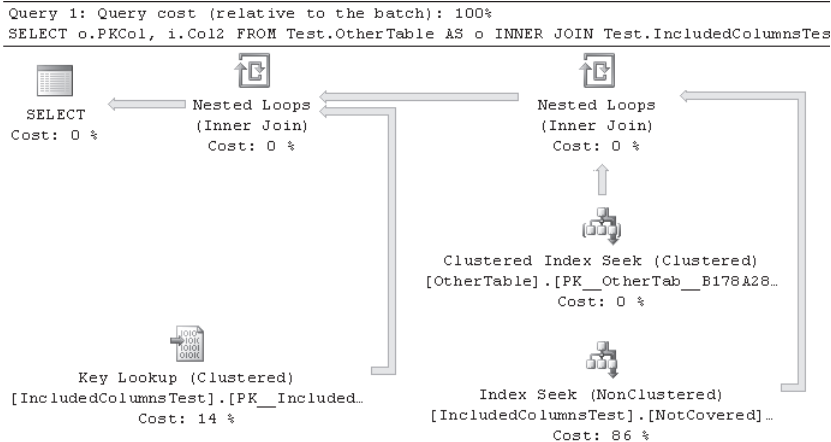 Query 1: Query cost (relative to the batch): 100%
SELECT o.PKCol, i.Col2 FROM Test.OtherTable AS o INNER JOIN Test.IncludedColumnsTes
SELECT
Cost: 0 %
Nested Loops
(Inner Join)
Cost: 0 %
Nested Loops
(Inner Join)
Cost: 0 %
Clustered Index Seek (Clustered)
[OtherTable].[PK__OtherTab__B178A28…
Cost: 0 %
Key Lookup (Clustered)
[IncludedColumnsTest].[PK__Included…
Cost: 14 %
Index Seek (NonClustered)
[IncludedColumnsTest].[NotCovered]…
Cost: 86 %